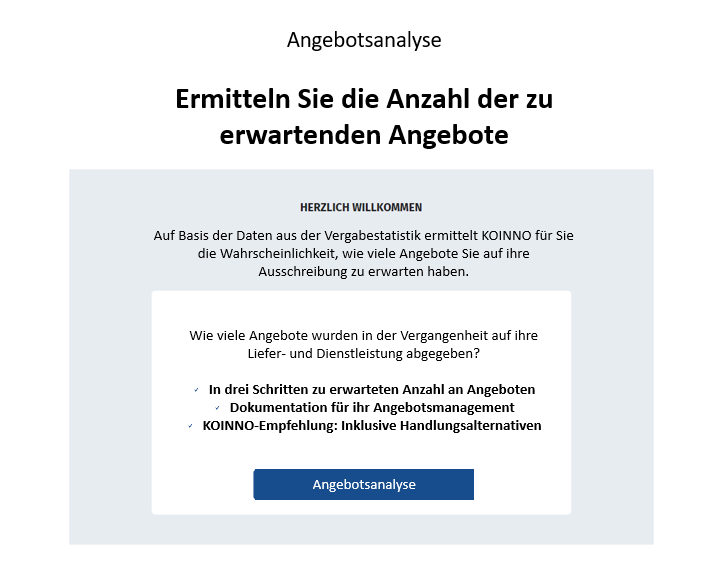 Angebotsanalyse
Ermitteln Sie die Anzahl der zu
erwartenden Angebote
HERZLICH WILLKOMMEN
Auf Basis der Daten aus der Vergabestatistik ermittelt KOINNO für Sie
die Wahrscheinlichkeit, wie viele Angebote Sie auf ihre
Ausschreibung zu erwarten haben.
Wie viele Angebote wurden in der Vergangenheit auf ihre
Liefer- und Dienstleistung abgegeben?
✓ In drei Schritten zu erwarteten Anzahl an Angeboten
✓ Dokumentation für ihr Angebotsmanagement
✓ KOINNO-Empfehlung: Inklusive Handlungsalternativen
Angebotsanalyse